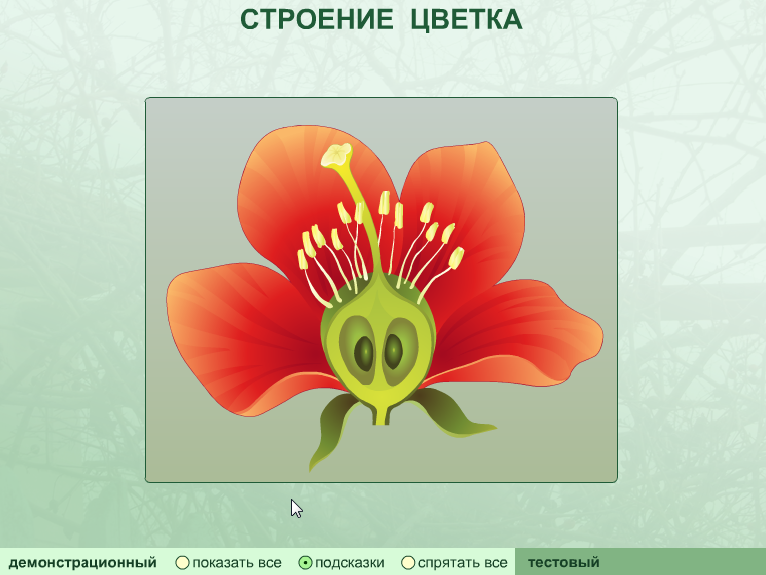 СТРОЕНИЕ ЦВЕТКА
демонстрационный показать все подсказки спрятать все тестовый